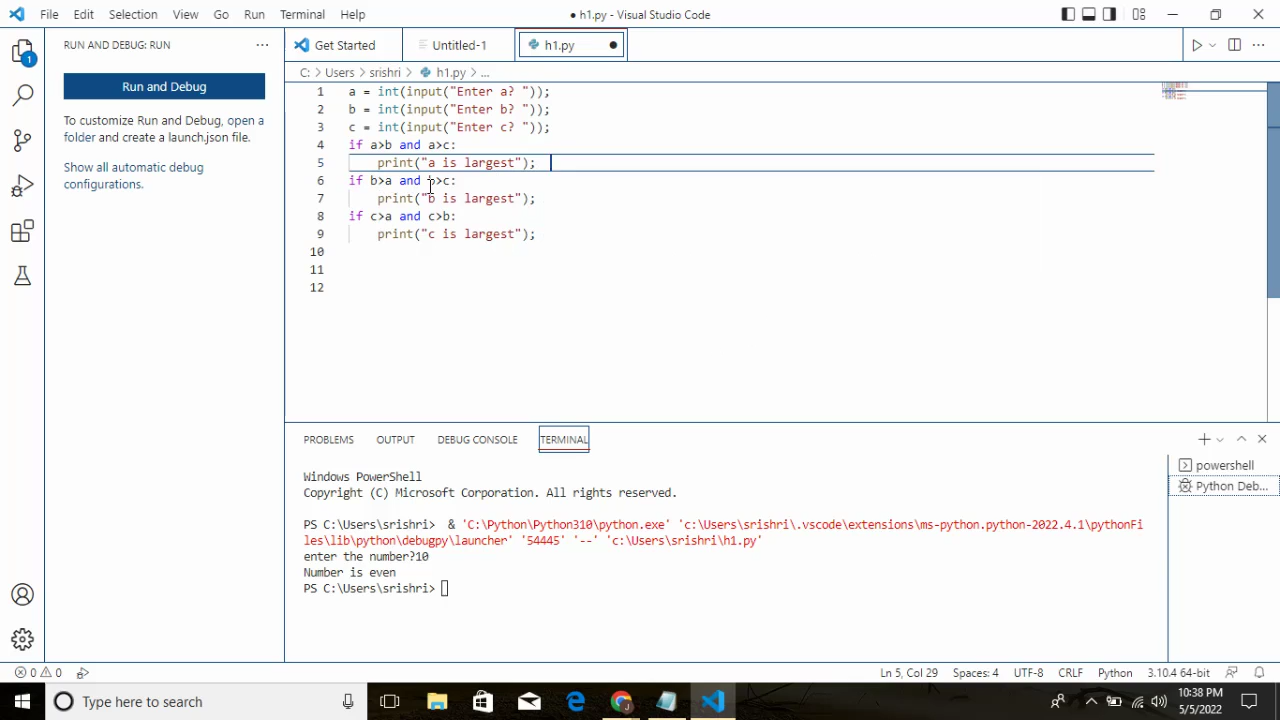 File Edit Selection View Go Run Terminal Help
● h1.py - Visual Studio Code
RUN AND DEBUG: RUN ...
1
Run and Debug
To customize Run and Debug, open a
folder and create a launch.json file.
Show all automatic debug
configurations.
Get Started Untitled-1 h1.py ●
C: > Users > srishri > h1.py > ...
1 a = int(input("Enter a? "));
2 b = int(input("Enter b? "));
3 c = int(input("Enter c? "));
4 if a>b and a>c:
5 print("a is largest");
6 if b>a and b>c:
7 print("b is largest");
8 if c>a and c>b:
9 print("c is largest");
10
11
12
PROBLEMS OUTPUT DEBUG CONSOLE TERMINAL
Windows PowerShell
Copyright (C) Microsoft Corporation. All rights reserved.
PS C:\Users\srishri> & 'C:\Python\Python310\python.exe' 'c:\Users\srishri\.vscode\extensions\ms-python.python-2022.4.1\pythonFi
les\lib\python\debugpy\launcher' '54445' '--' 'c:\Users\srishri\h1.py'
enter the number?10
Number is even
PS C:\Users\srishri>
powershell
Python Deb...
0 0
Ln 5, Col 29 Spaces: 4 UTF-8 CRLF Python 3.10.4 64-bit
Type here to search
10:38 PM
5/5/2022